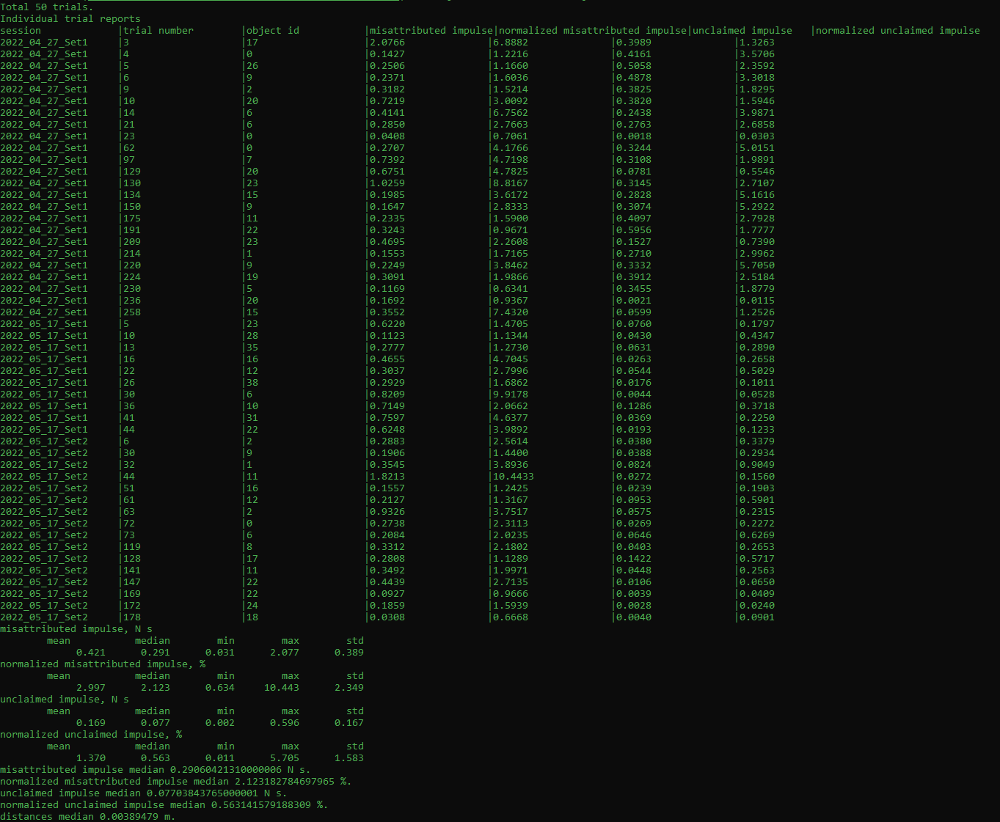 Total 50 trials.
Individual trial reports
session |trial number |object id |misattributed impulse|normalized misattributed impulse|unclaimed impulse |normalized unclaimed impulse
2022_04_27_Set1 |3 |17 |2.0766 |6.8882 |0.3989 |1.3263
2022_04_27_Set1 |4 |0 |0.1427 |1.2216 |0.4161 |3.5706
2022_04_27_Set1 |5 |26 |0.2506 |1.1660 |0.5058 |2.3592
2022_04_27_Set1 |6 |9 |0.2371 |1.6036 |0.4878 |3.3018
2022_04_27_Set1 |9 |2 |0.3182 |1.5214 |0.3825 |1.8295
2022_04_27_Set1 |10 |20 |0.7219 |3.0092 |0.3820 |1.5946
2022_04_27_Set1 |14 |6 |0.4141 |6.7562 |0.2438 |3.9871
2022_04_27_Set1 |21 |6 |0.2850 |2.7663 |0.2763 |2.6858
2022_04_27_Set1 |23 |0 |0.0408 |0.7061 |0.0018 |0.0303
2022_04_27_Set1 |62 |0 |0.2707 |4.1766 |0.3244 |5.0151
2022_04_27_Set1 |97 |7 |0.7392 |4.7198 |0.3108 |1.9891
2022_04_27_Set1 |129 |20 |0.6751 |4.7825 |0.0781 |0.5546
2022_04_27_Set1 |130 |23 |1.0259 |8.8167 |0.3145 |2.7107
2022_04_27_Set1 |134 |15 |0.1985 |3.6172 |0.2828 |5.1616
2022_04_27_Set1 |150 |9 |0.1647 |2.8333 |0.3074 |5.2922
2022_04_27_Set1 |175 |11 |0.2335 |1.5900 |0.4097 |2.7928
2022_04_27_Set1 |191 |22 |0.3243 |0.9671 |0.5956 |1.7777
2022_04_27_Set1 |209 |23 |0.4695 |2.2608 |0.1527 |0.7390
2022_04_27_Set1 |214 |1 |0.1553 |1.7165 |0.2710 |2.9962
2022_04_27_Set1 |220 |9 |0.2249 |3.8462 |0.3332 |5.7050
2022_04_27_Set1 |224 |19 |0.3091 |1.9866 |0.3912 |2.5184
2022_04_27_Set1 |230 |5 |0.1169 |0.6341 |0.3455 |1.8779
2022_04_27_Set1 |236 |20 |0.1692 |0.9367 |0.0021 |0.0115
2022_04_27_Set1 |258 |15 |0.3552 |7.4320 |0.0599 |1.2526
2022_05_17_Set1 |5 |23 |0.6220 |1.4705 |0.0760 |0.1797
2022_05_17_Set1 |10 |28 |0.1123 |1.1344 |0.0430 |0.4347
2022_05_17_Set1 |13 |35 |0.2777 |1.2730 |0.0631 |0.2890
2022_05_17_Set1 |16 |16 |0.4655 |4.7045 |0.0263 |0.2658
2022_05_17_Set1 |22 |12 |0.3037 |2.7996 |0.0544 |0.5029
2022_05_17_Set1 |26 |38 |0.2929 |1.6862 |0.0176 |0.1011
2022_05_17_Set1 |30 |6 |0.8209 |9.9178 |0.0044 |0.0528
2022_05_17_Set1 |36 |10 |0.7149 |2.0662 |0.1286 |0.3718
2022_05_17_Set1 |41 |31 |0.7597 |4.6377 |0.0369 |0.2250
2022_05_17_Set1 |44 |22 |0.6248 |3.9892 |0.0193 |0.1233
2022_05_17_Set2 |6 |2 |0.2883 |2.5614 |0.0380 |0.3379
2022_05_17_Set2 |30 |9 |0.1906 |1.4400 |0.0388 |0.2934
2022_05_17_Set2 |32 |1 |0.3545 |3.8936 |0.0824 |0.9049
2022_05_17_Set2 |44 |11 |1.8213 |10.4433 |0.0272 |0.1560
2022_05_17_Set2 |51 |16 |0.1557 |1.2425 |0.0239 |0.1903
2022_05_17_Set2 |61 |12 |0.2127 |1.3167 |0.0953 |0.5901
2022_05_17_Set2 |63 |2 |0.9326 |3.7517 |0.0575 |0.2315
2022_05_17_Set2 |72 |0 |0.2738 |2.3113 |0.0269 |0.2272
2022_05_17_Set2 |73 |6 |0.2084 |2.0235 |0.0646 |0.6269
2022_05_17_Set2 |119 |8 |0.3312 |2.1802 |0.0403 |0.2653
2022_05_17_Set2 |128 |17 |0.2808 |1.1289 |0.1422 |0.5717
2022_05_17_Set2 |141 |11 |0.3492 |1.9971 |0.0448 |0.2563
2022_05_17_Set2 |147 |22 |0.4439 |2.7135 |0.0106 |0.0650
2022_05_17_Set2 |169 |22 |0.0927 |0.9666 |0.0039 |0.0409
2022_05_17_Set2 |172 |24 |0.1859 |1.5939 |0.0028 |0.0240
2022_05_17_Set2 |178 |18 |0.0308 |0.6668 |0.0040 |0.0901
misattributed impulse, N s
mean median min max std
0.421 0.291 0.031 2.077 0.389
normalized misattributed impulse, %
mean median min max std
2.997 2.123 0.634 10.443 2.349
unclaimed impulse, N s
mean median min max std
0.169 0.077 0.002 0.596 0.167
normalized unclaimed impulse, %
mean median min max std
1.370 0.563 0.011 5.705 1.583
misattributed impulse median 0.29060421310000006 N s.
normalized misattributed impulse median 2.123182784697965 %.
unclaimed impulse median 0.07703843765000001 N s.
normalized unclaimed impulse median 0.563141579188309 %.
distances median 0.00389479 m.